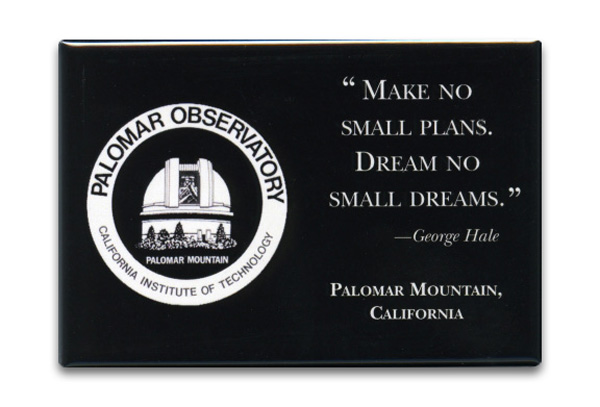 PALOMAR OBSERVATORY
PALOMAR MOUNTAIN
CALIFORNIA INSTITUTE OF TECHNOLOGY
“ MAKE NO
SMALL PLANS.
DREAM NO
SMALL DREAMS.”
—George Hale
PALOMAR MOUNTAIN,
CALIFORNIA